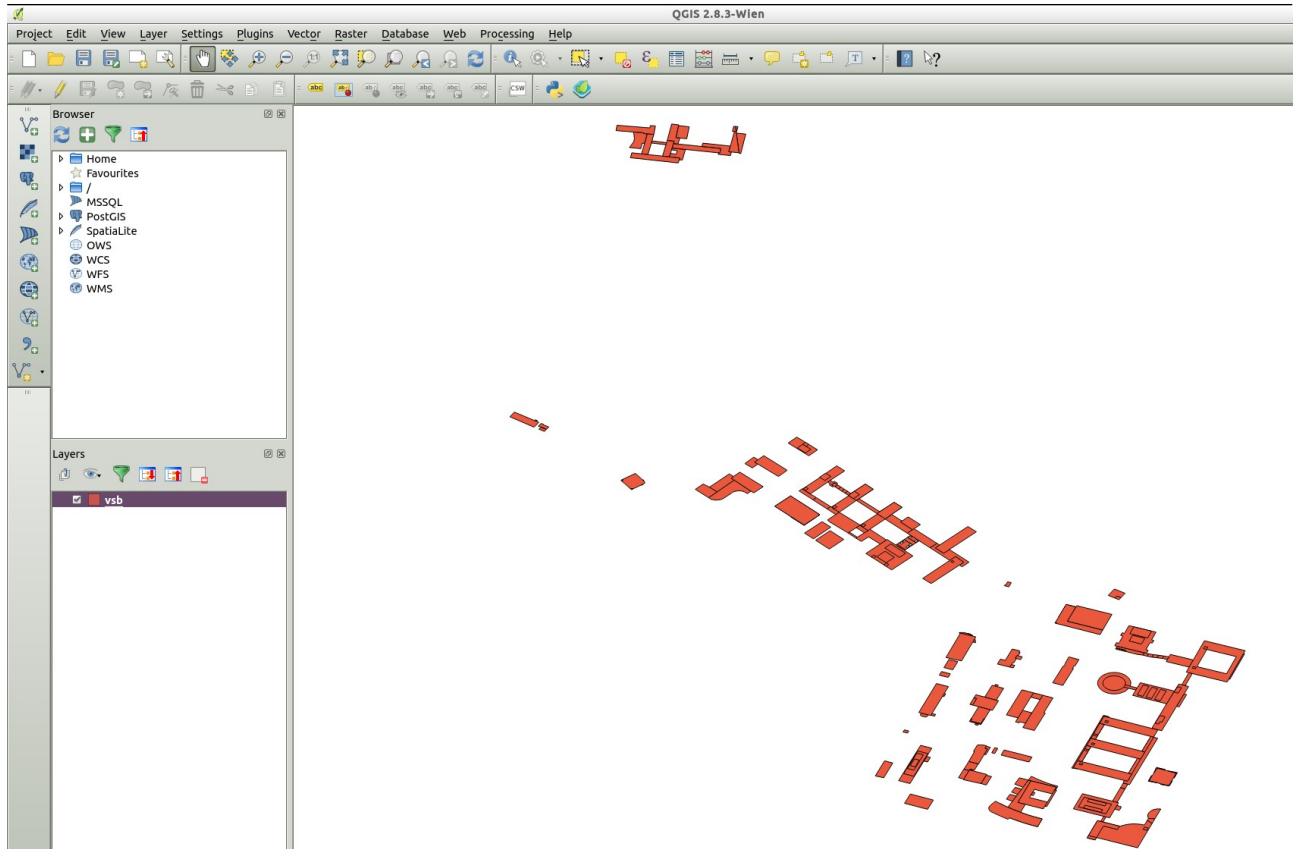 QGIS 2.8.3-Wien
Project Edit View Layer Settings Plugins Vector Raster Database Web Processing Help
Browser
Home
Favourites
/
MSSQL
PostGIS
SpatiaLite
OWS
WCS
WFS
WMS
Layers
vsb